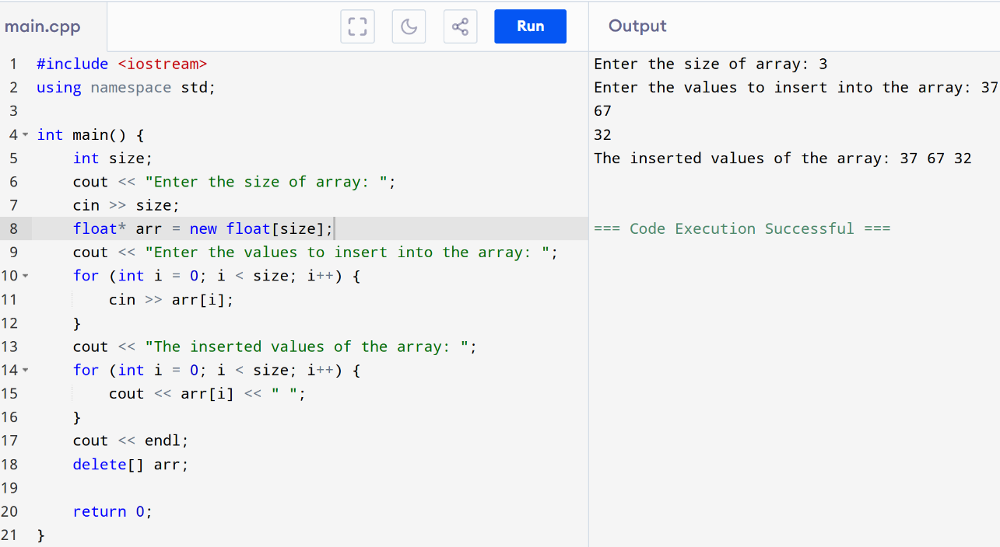 main.cpp
Run
Output
1 #include <iostream>
2 using namespace std;
3
4 int main() {
5     int size;
6     cout << "Enter the size of array: ";
7     cin >> size;
8     float* arr = new float[size];
9     cout << "Enter the values to insert into the array: ";
10     for (int i = 0; i < size; i++) {
11         cin >> arr[i];
12     }
13     cout << "The inserted values of the array: ";
14     for (int i = 0; i < size; i++) {
15         cout << arr[i] << " ";
16     }
17     cout << endl;
18     delete[] arr;
19
20     return 0;
21 }
Enter the size of array: 3
Enter the values to insert into the array: 37
67
32
The inserted values of the array: 37 67 32
=== Code Execution Successful ===